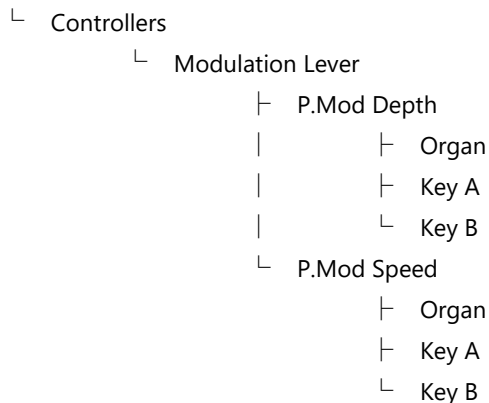 └ Controllers
└ Modulation Lever
├ P.Mod Depth
│ ├ Organ
│ ├ Key A
│ └ Key B
└ P.Mod Speed
├ Organ
├ Key A
└ Key B